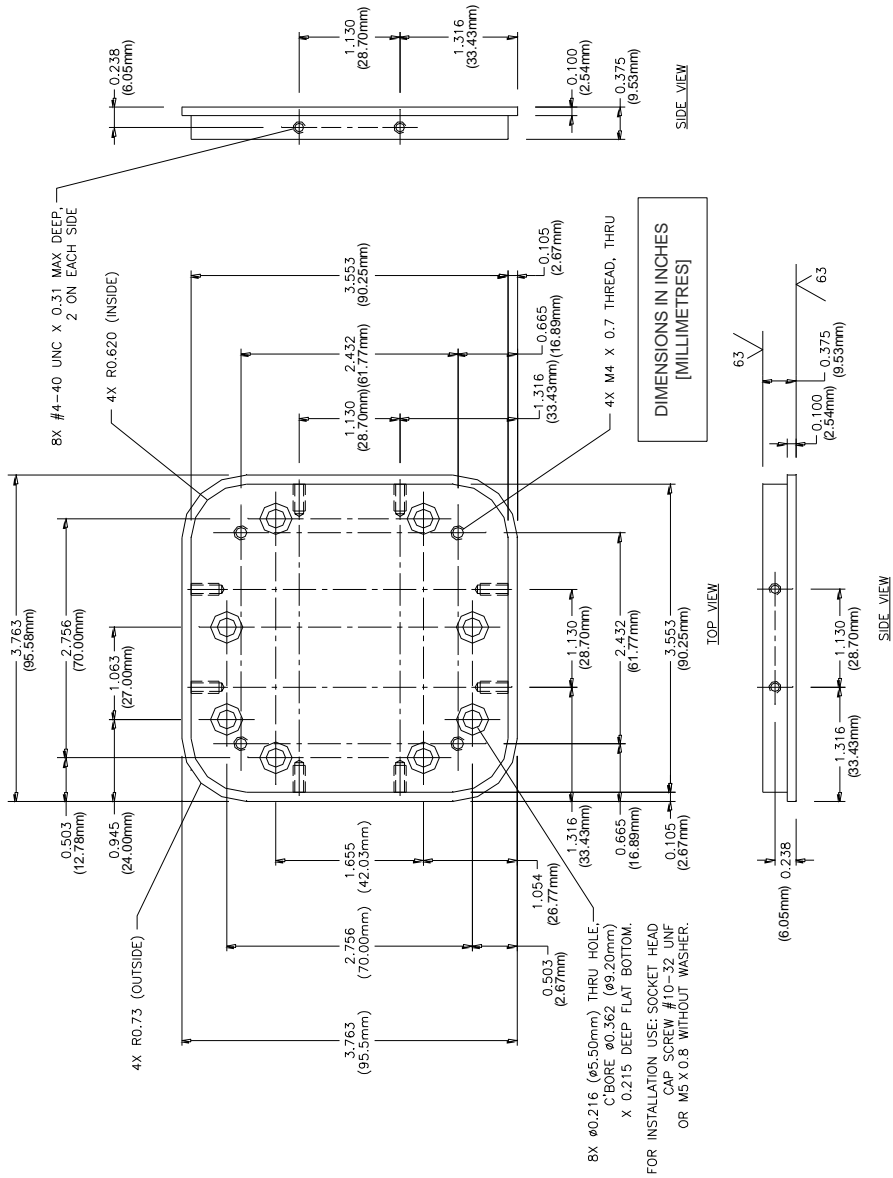 8X #4-40 UNC X 0.31 MAX DEEP,
2 ON EACH SIDE
4X R0.620 (INSIDE)
0.238
(6.05mm)
1.130
(28.70mm)
1.316
(33.43mm)
0.100
(2.54mm)
0.375
(9.53mm)
SIDE VIEW
3.763
(95.58mm)
2.756
(70.00mm)
1.063
(27.00mm)
0.503
(12.78mm)
0.945
(24.00mm)
4X R0.73 (OUTSIDE)
3.553
(90.25mm)
2.432
(61.77mm)
1.130
(28.70mm)
0.105
(2.67mm)
0.665
(16.89mm)
1.316
(33.43mm)
4X M4 X 0.7 THREAD, THRU
3.763
(95.5mm)
2.756
(70.00mm)
1.655
(42.03mm)
1.054
(26.77mm)
0.503
(2.67mm)
8X ø0.216 (ø5.50mm) THRU HOLE,
C'BORE ø0.362 (ø9.20mm)
X 0.215 DEEP FLAT BOTTOM.
FOR INSTALLATION USE: SOCKET HEAD
CAP SCREW #10-32 UNF
OR M5 X 0.8 WITHOUT WASHER.
1.130
(28.70mm)
1.316
(33.43mm)
2.432
(61.77mm)
0.665
(16.89mm)
3.553
(90.25mm)
0.105
(2.67mm)
TOP VIEW
DIMENSIONS IN INCHES
[MILLIMETRES]
63
63
0.375
(9.53mm)
0.100
(2.54mm)
1.130
(28.70mm)
1.316
(33.43mm)
(6.05mm) 0.238
SIDE VIEW